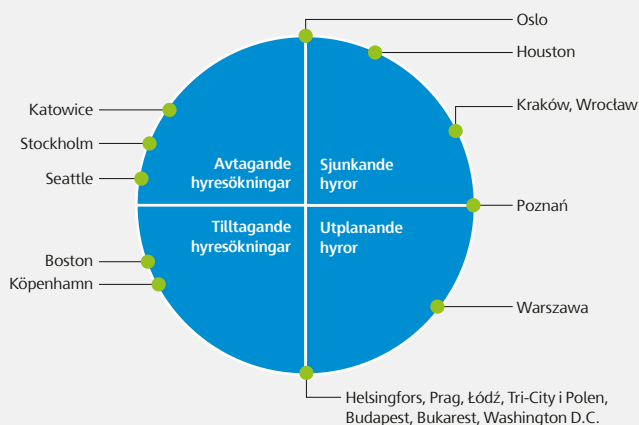 Oslo
Houston
Kraków, Wrocław
Poznań
Warszawa
Helsingfors, Prag, Łódź, Tri-City i Polen,
Budapest, Bukarest, Washington D.C.
Köpenhamn
Boston
Seattle
Stockholm
Katowice
Avtagande
hyresökningar
Sjunkande
hyror
Tilltagande
hyresökningar
Utplanande
hyror